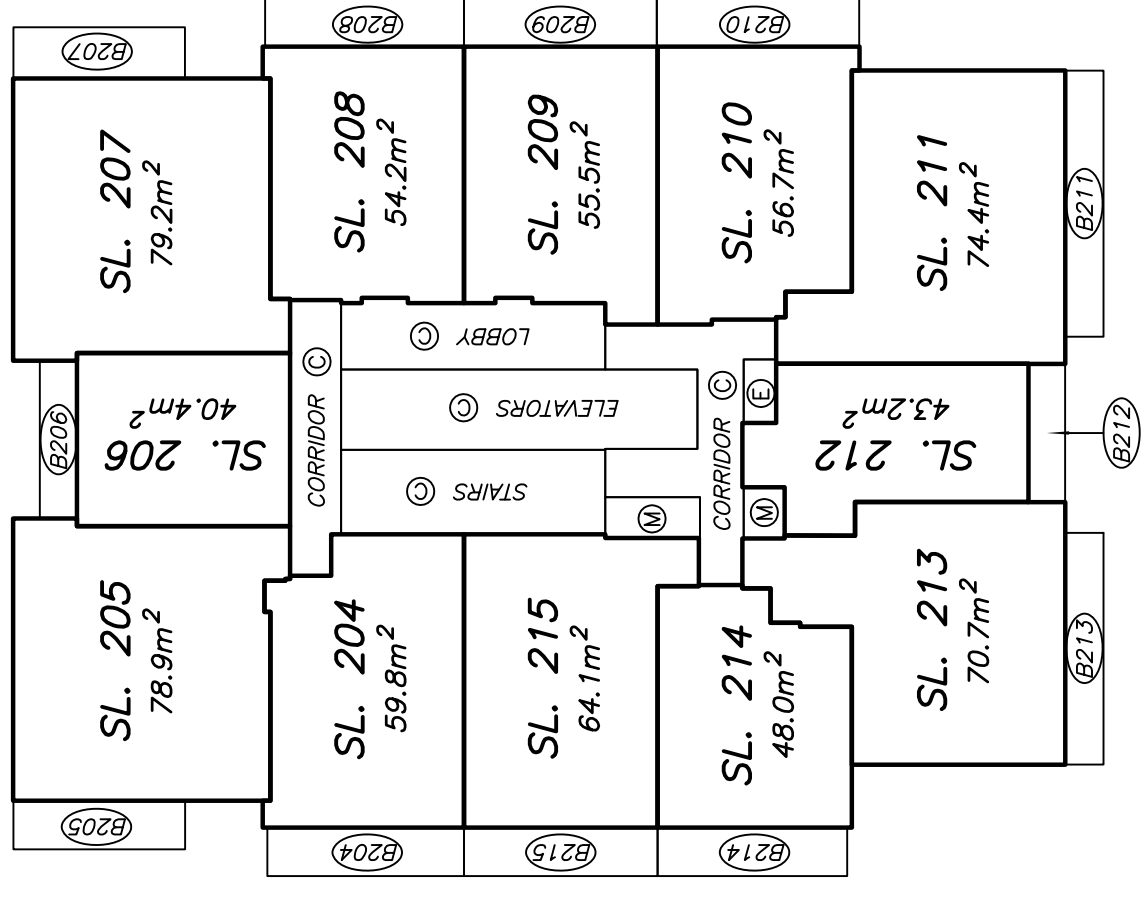 B207
B208
B209
B210
SL. 207
79.2m²
SL. 208
54.2m²
SL. 209
55.5m²
SL. 210
56.7m²
SL. 211
74.4m²
B211
CORRIDOR C
LOBBY C
ELEVATORS C
STAIRS C
CORRIDOR C
E
M
M
B206
SL. 206
40.4m²
SL. 212
43.2m²
B212
SL. 205
78.9m²
SL. 204
59.8m²
SL. 215
64.1m²
SL. 214
48.0m²
SL. 213
70.7m²
B213
B205
B204
B215
B214